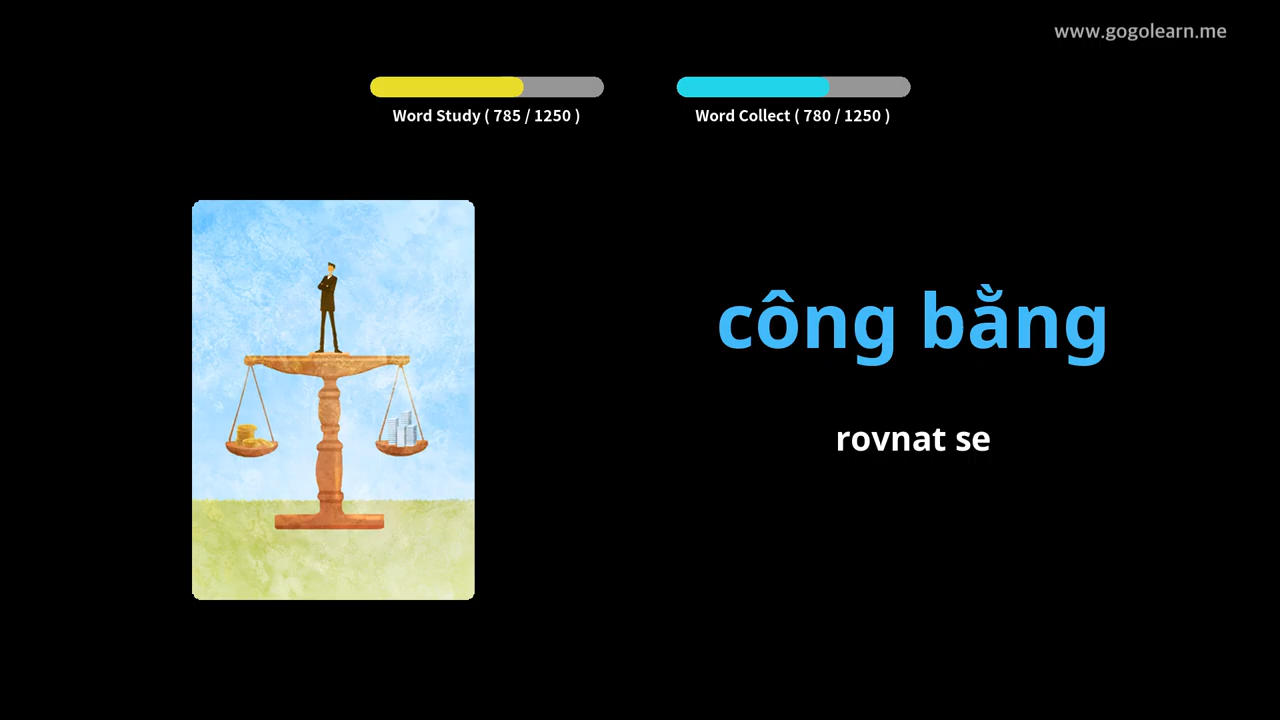 www.gogolearn.me
Word Study ( 785 / 1250 )
Word Collect ( 780 / 1250 )
công bằng
rovnat se